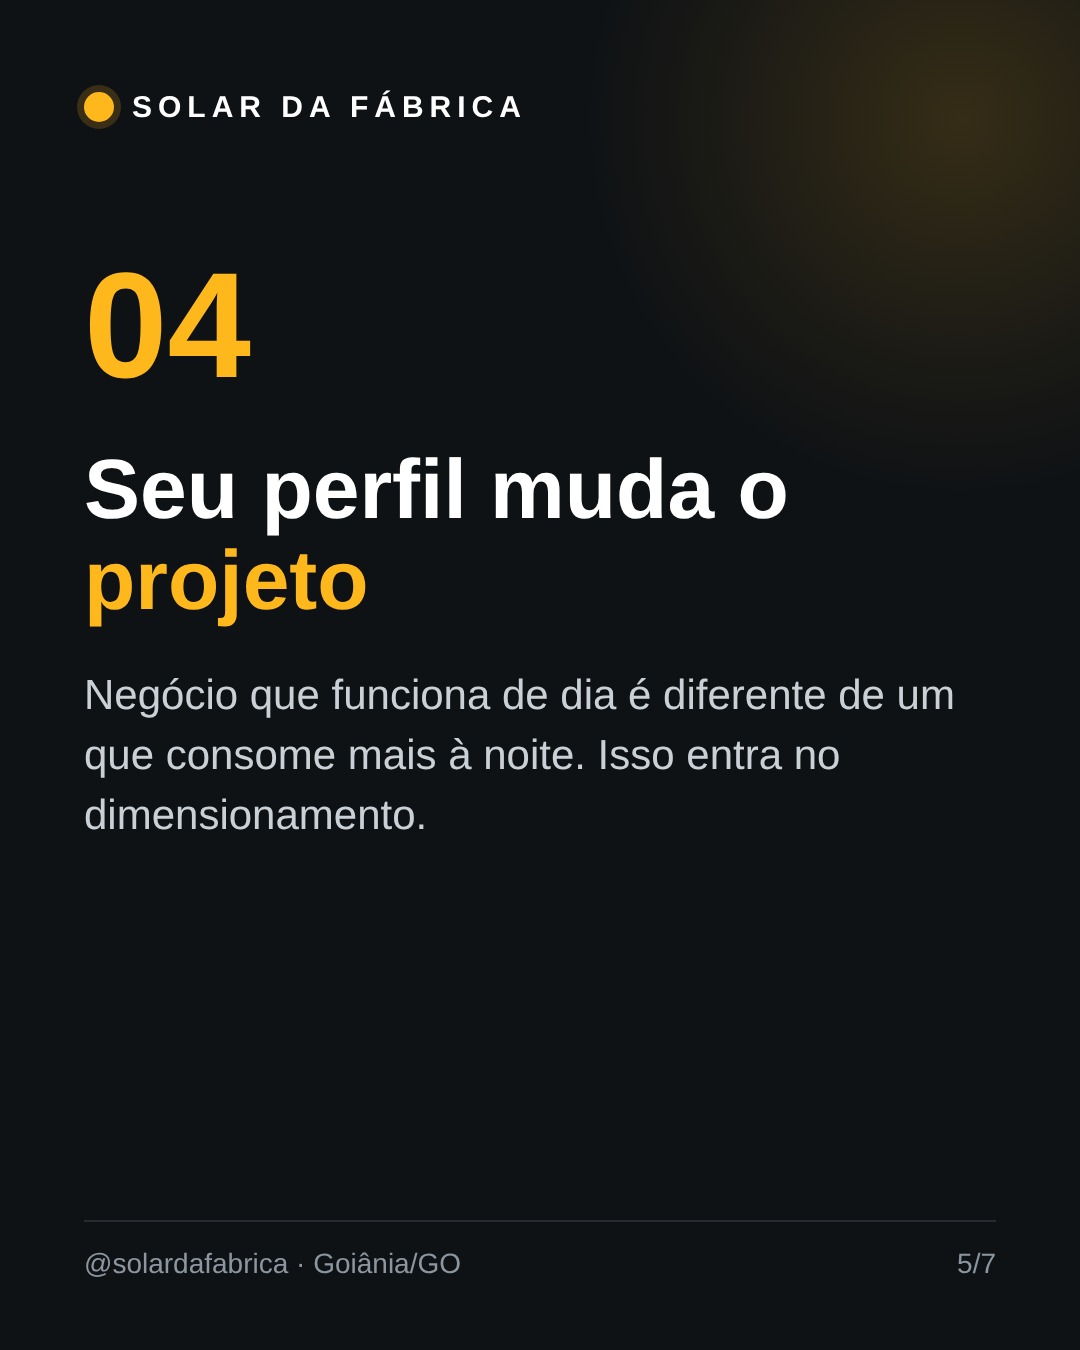 SOLAR DA FÁBRICA
04
Seu perfil muda o
projeto
Negócio que funciona de dia é diferente de um
que consome mais à noite. Isso entra no
dimensionamento.
@solardafabrica · Goiânia/GO
5/7